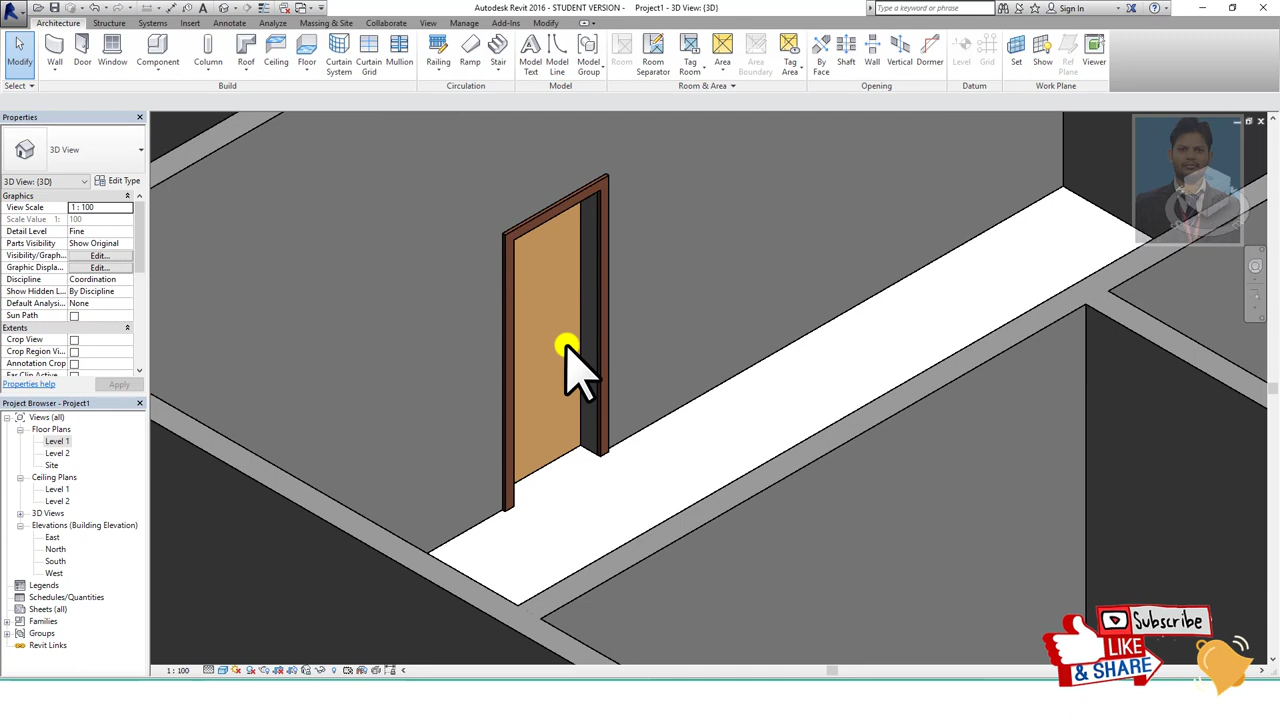 Autodesk Revit 2016 - STUDENT VERSION - Project1 - 3D View: {3D}
Type a keyword or phrase
Sign In
Architecture Structure Systems Insert Annotate Analyze Massing & Site Collaborate View Manage Add-Ins Modify
Modify Wall Door Window Component Column Roof Ceiling Floor Curtain System Curtain Grid Mullion Railing Ramp Stair Model Text Model Line Model Group Room Room Separator Tag Room Area Area Boundary Tag Area By Face Shaft Wall Vertical Dormer Level Grid Set Show Ref Plane Viewer
Select Build Circulation Model Room & Area Opening Datum Work Plane
Properties
3D View
3D View: {3D} Edit Type
Graphics
View Scale 1 : 100
Scale Value 1: 100
Detail Level Fine
Parts Visibility Show Original
Visibility/Graph... Edit...
Graphic Displa... Edit...
Discipline Coordination
Show Hidden L... By Discipline
Default Analysi... None
Sun Path
Extents
Crop View
Crop Region Vi...
Annotation Crop
Far Clip Active
Properties help Apply
Project Browser - Project1
Views (all)
Floor Plans
Level 1
Level 2
Site
Ceiling Plans
Level 1
Level 2
3D Views
Elevations (Building Elevation)
East
North
South
West
Legends
Schedules/Quantities
Sheets (all)
Families
Groups
Revit Links
1 : 100
Subscribe
LIKE
& SHARE